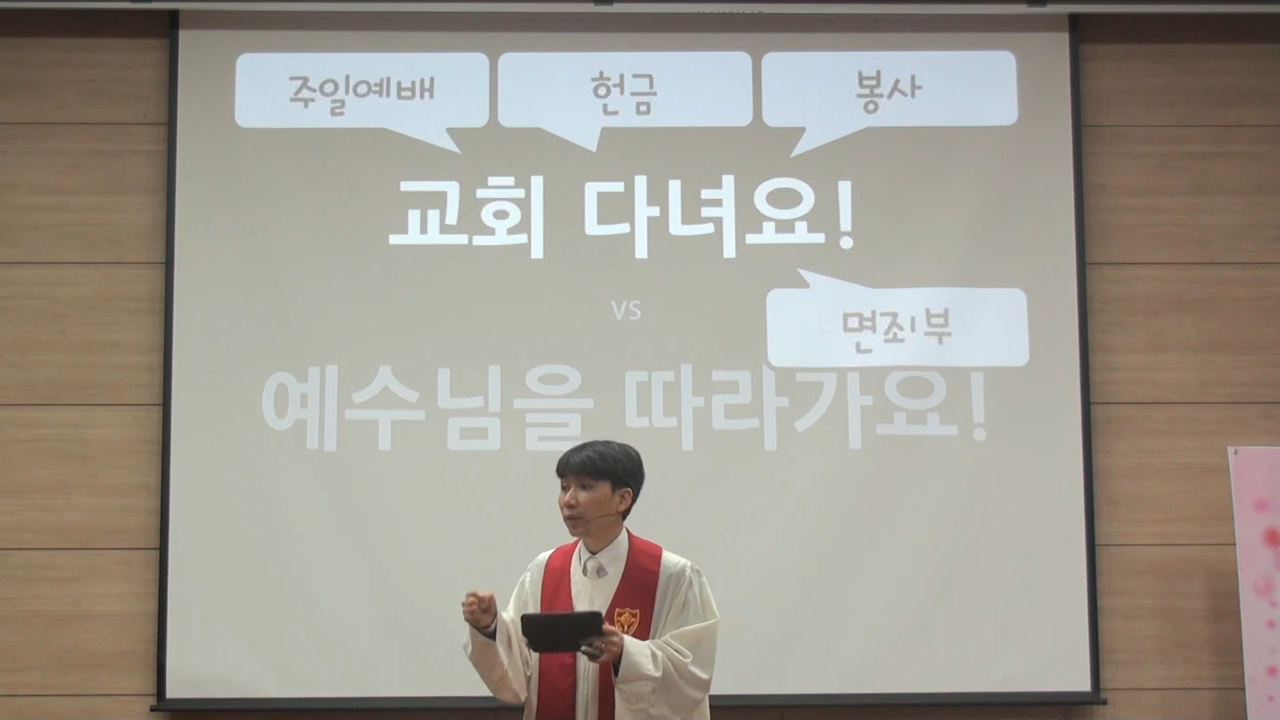 주일예배 헌금 봉사
교회 다녀요!
vs
면죄부
예수님을 따라가요!